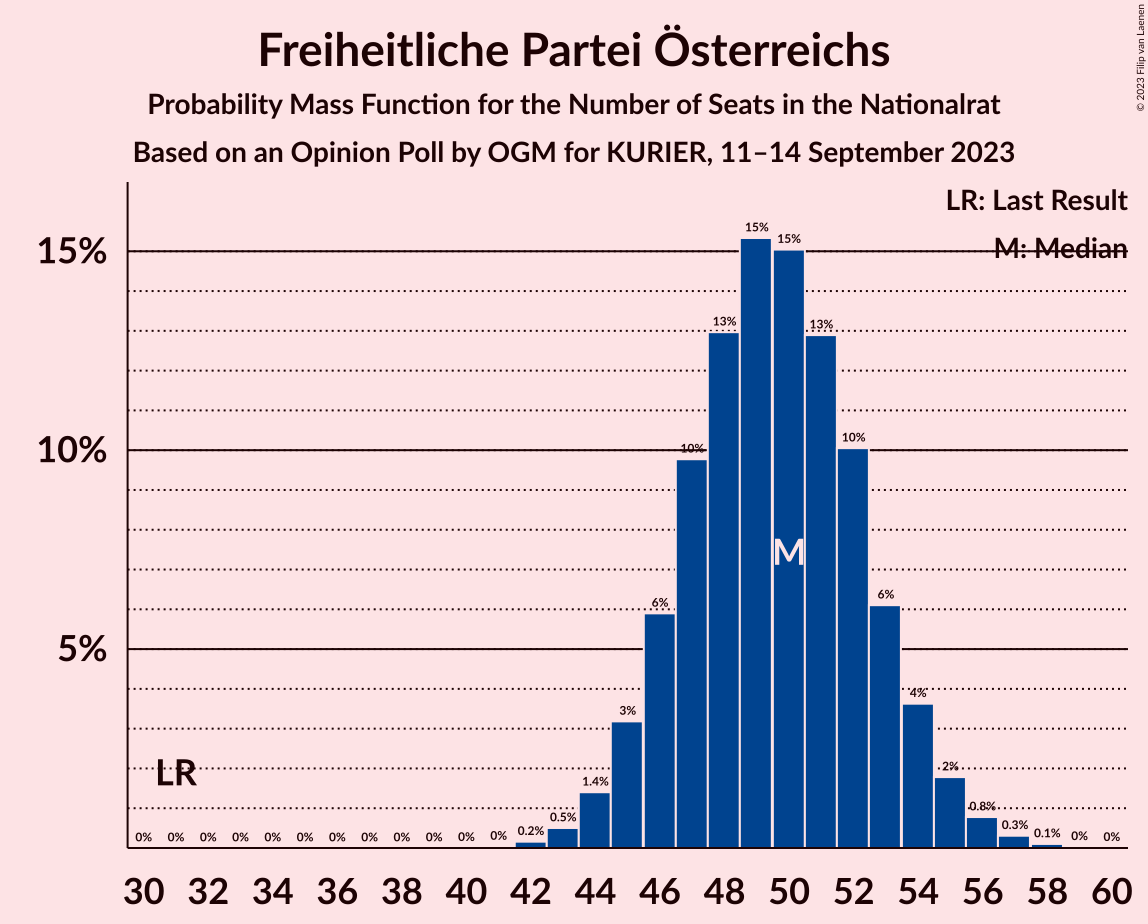 Freiheitliche Partei Österreichs
Probability Mass Function for the Number of Seats in the Nationalrat
Based on an Opinion Poll by OGM for KURIER, 11–14 September 2023
© 2023 Filip van Laenen
LR: Last Result
M: Median
15%
10%
5%
0% 0% 0% 0% 0% 0% 0% 0% 0% 0% 0% 0% 0.2% 0.5% 1.4% 3% 6% 10% 13% 15% 15% 13% 10% 6% 4% 2% 0.8% 0.3% 0.1% 0% 0%
LR
M
30 32 34 36 38 40 42 44 46 48 50 52 54 56 58 60